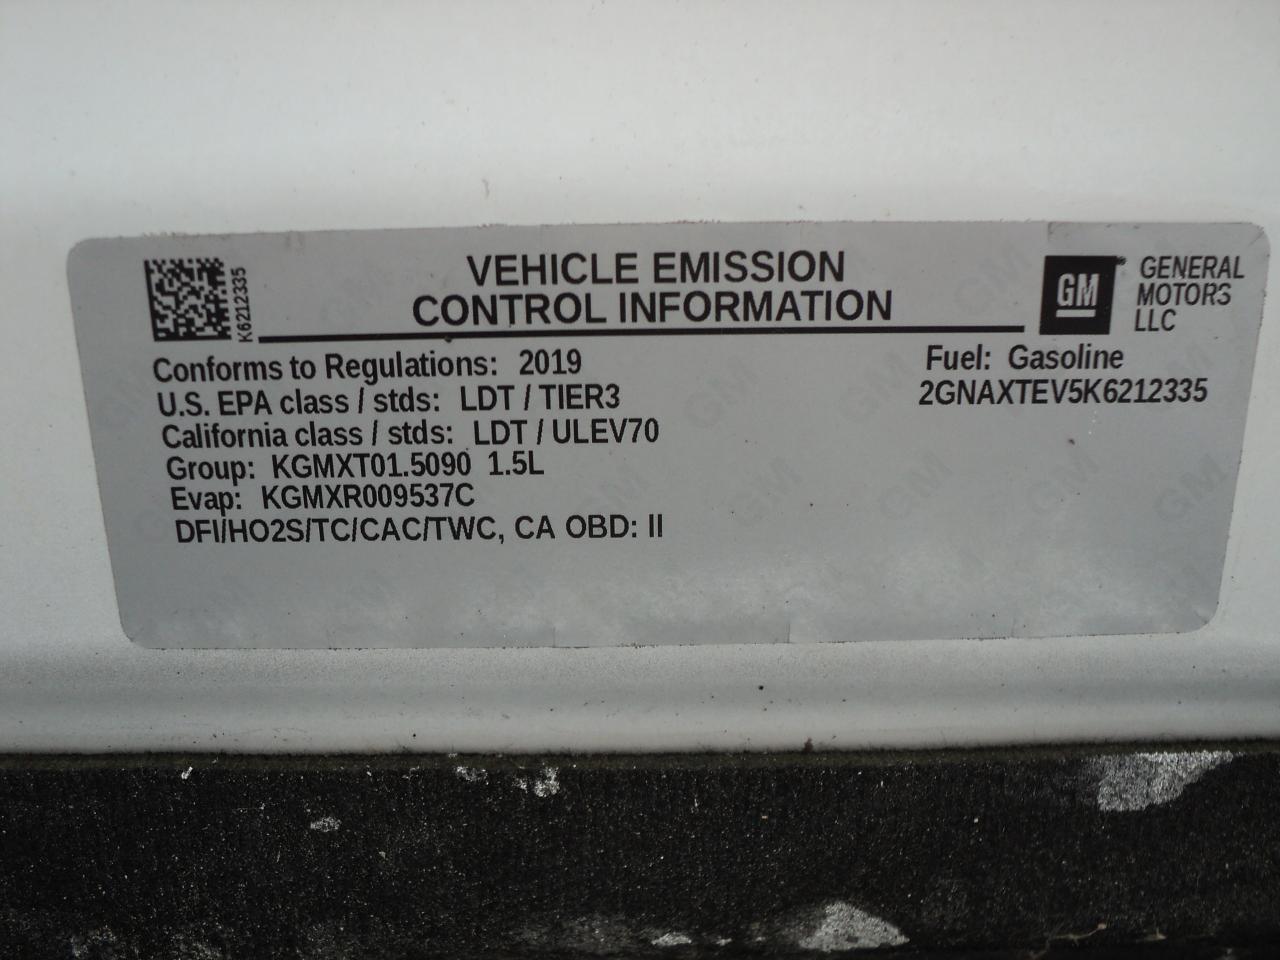 VEHICLE EMISSION
CONTROL INFORMATION
K6212335
GM
GENERAL
MOTORS
LLC
Conforms to Regulations: 2019
U.S. EPA class / stds: LDT / TIER3
California class / stds: LDT / ULEV70
Group: KGMXT01.5090 1.5L
Evap: KGMXR009537C
DFI/HO2S/TC/CAC/TWC, CA OBD: II
Fuel: Gasoline
2GNAXTEV5K6212335